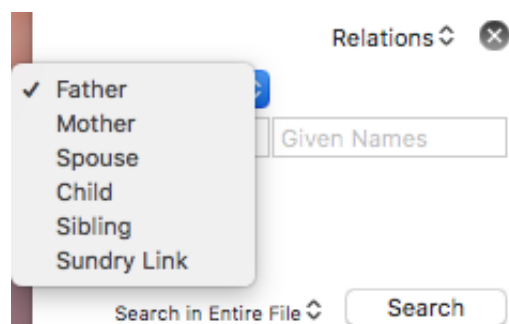 Relations
✓ Father
Mother
Given Names
Spouse
Child
Sibling
Sundry Link
Search in Entire File
Search